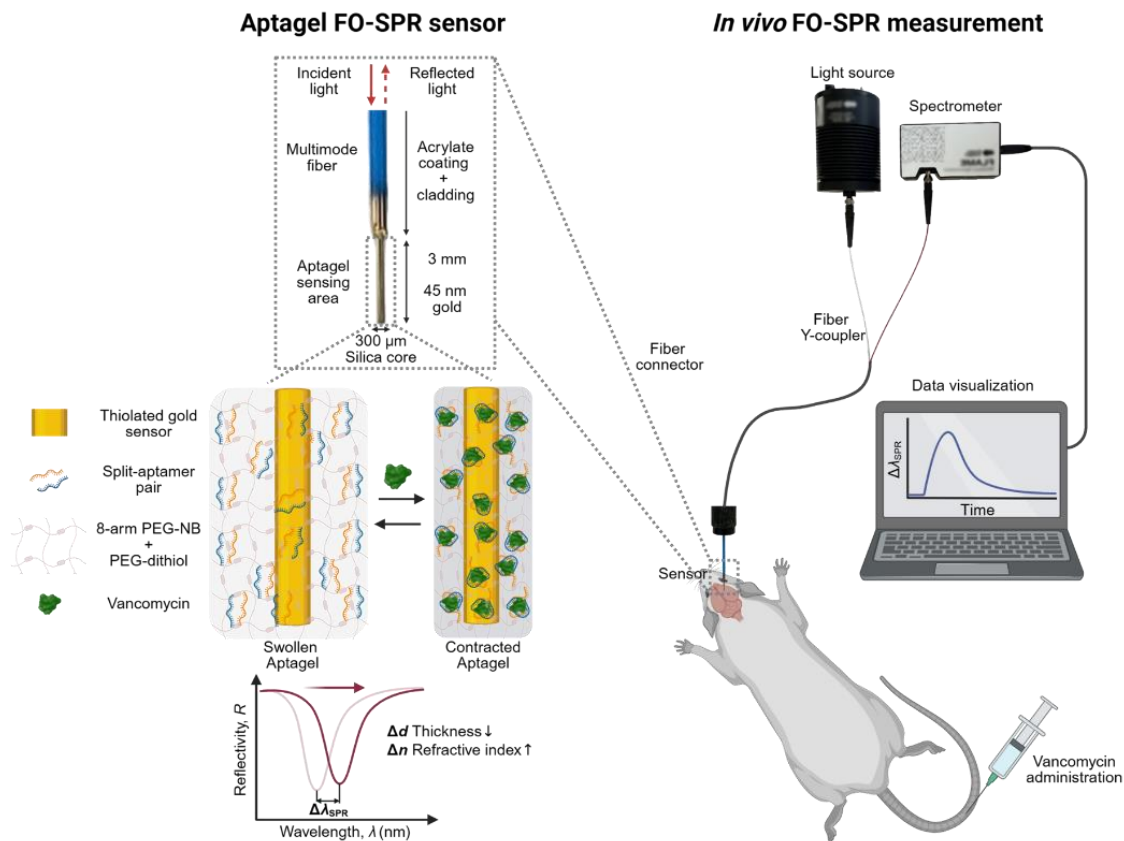 Aptagel FO-SPR sensor
Incident
light
Reflected
light
Multimode
fiber
Acrylate
coating
+
cladding
Aptagel
sensing
area
3 mm
45 nm
gold
300 µm
Silica core
Thiolated gold
sensor
Split-aptamer
pair
8-arm PEG-NB
+
PEG-dithiol
Vancomycin
Swollen
Aptagel
Contracted
Aptagel
Reflectivity, R
Δd Thickness↓
Δn Refractive index↑
Δλ_SPR
Wavelength, λ (nm)
In vivo FO-SPR measurement
Light source
Spectrometer
FLAME
Fiber
Y-coupler
Fiber
connector
Data visualization
Δλ_SPR
Time
Sensor
Vancomycin
administration